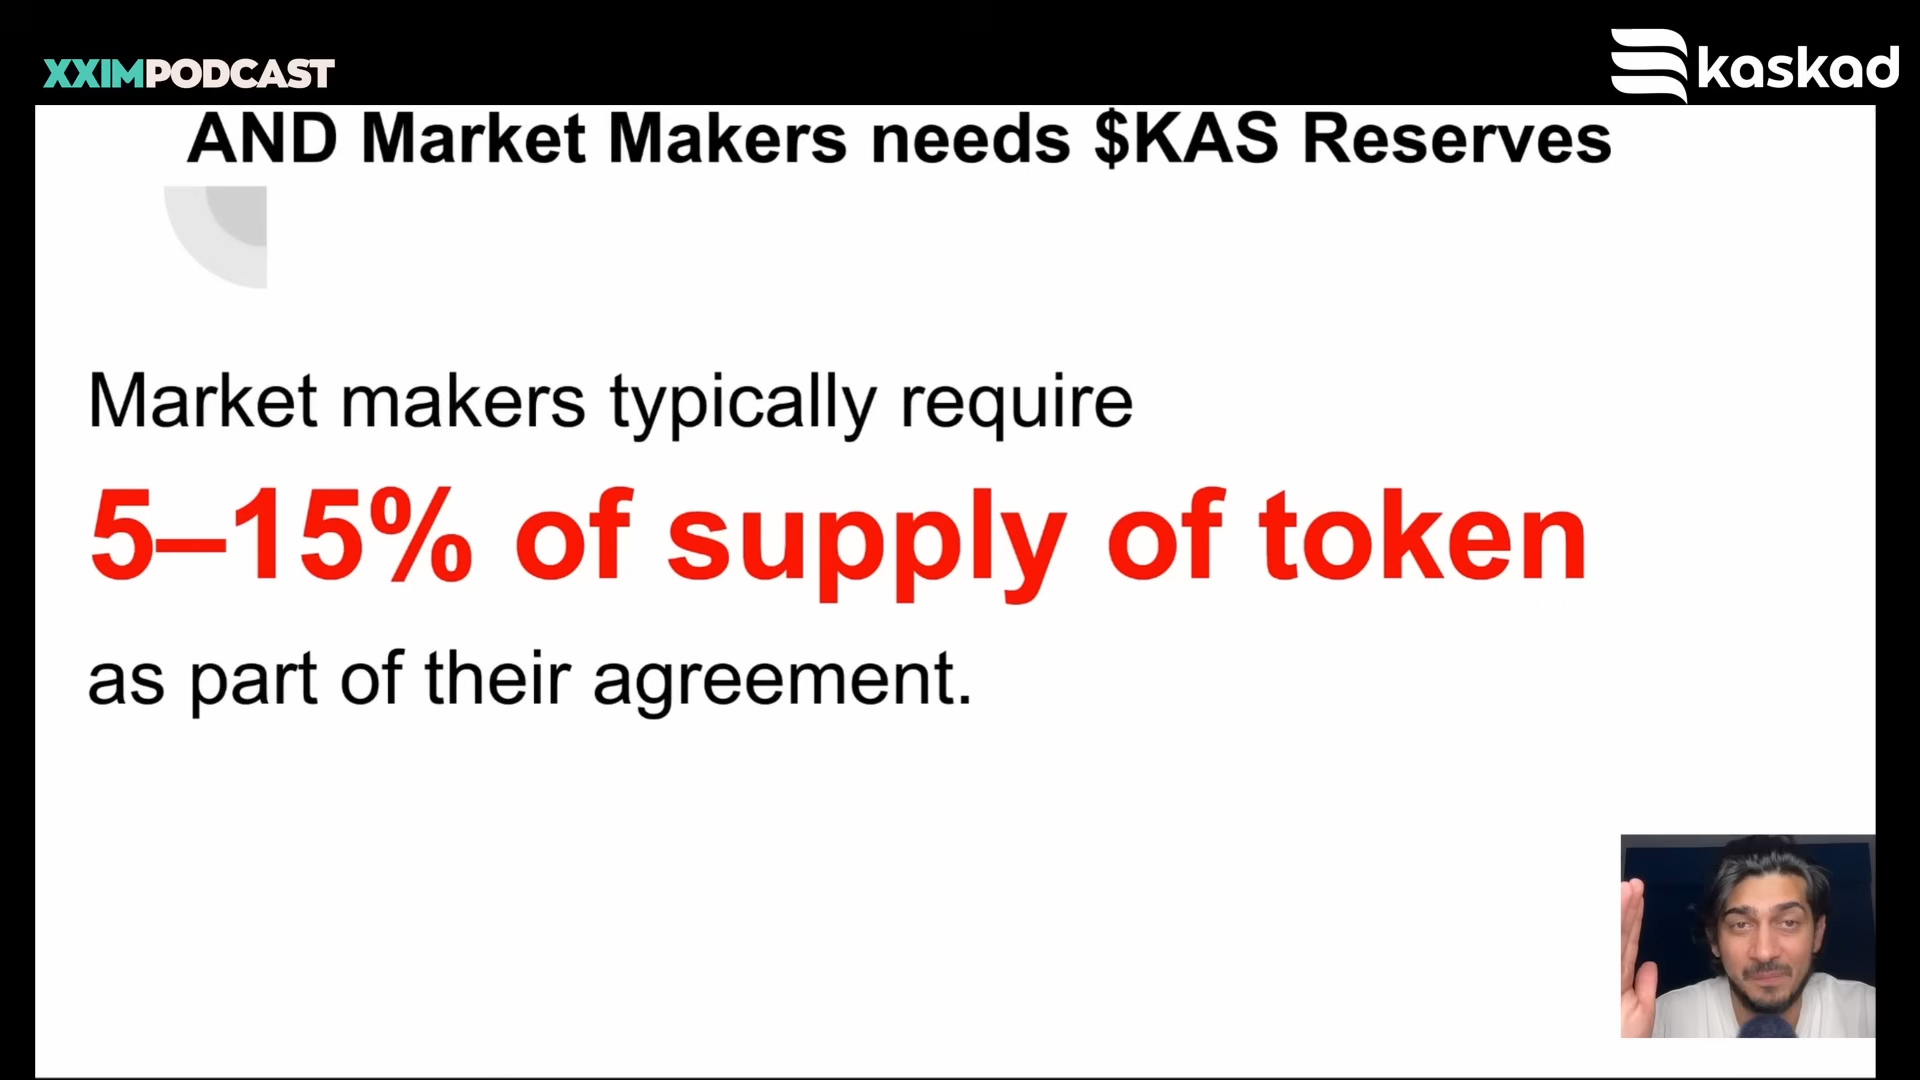 XXIMPODCAST
kaskad
AND Market Makers needs $KAS Reserves
Market makers typically require
5–15% of supply of token
as part of their agreement.